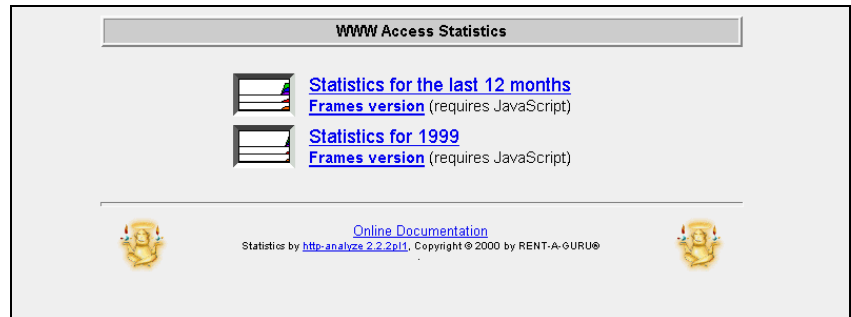 WWW Access Statistics
Statistics for the last 12 months
Frames version (requires JavaScript)
Statistics for 1999
Frames version (requires JavaScript)
Online Documentation
Statistics by http-analyze 2.2.2pl1, Copyright © 2000 by RENT-A-GURU®
.